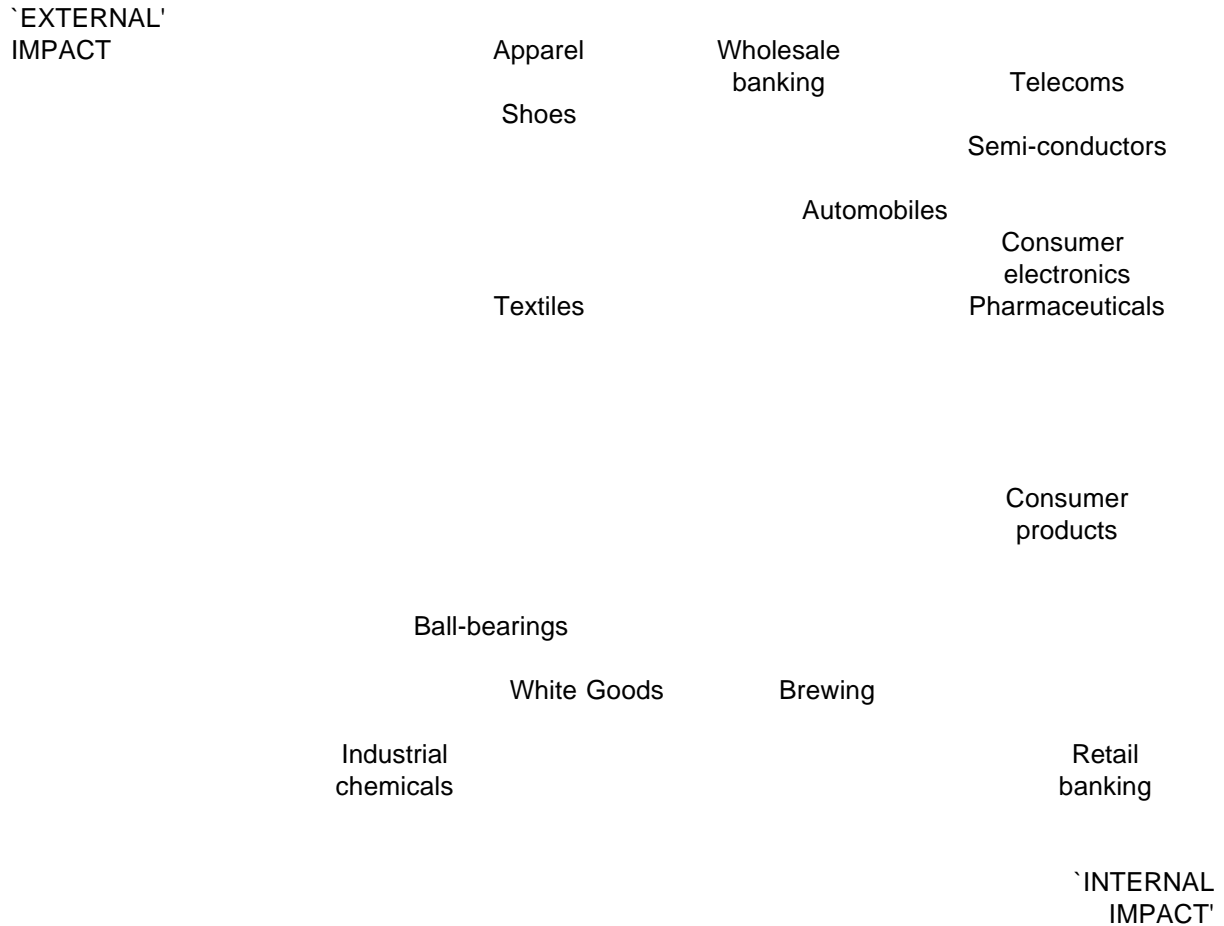 `EXTERNAL'
IMPACT
Apparel
Wholesale
banking
Telecoms
Shoes
Semi-conductors
Automobiles
Consumer
electronics
Textiles
Pharmaceuticals
Consumer
products
Ball-bearings
White Goods
Brewing
Industrial
chemicals
Retail
banking
`INTERNAL
IMPACT'